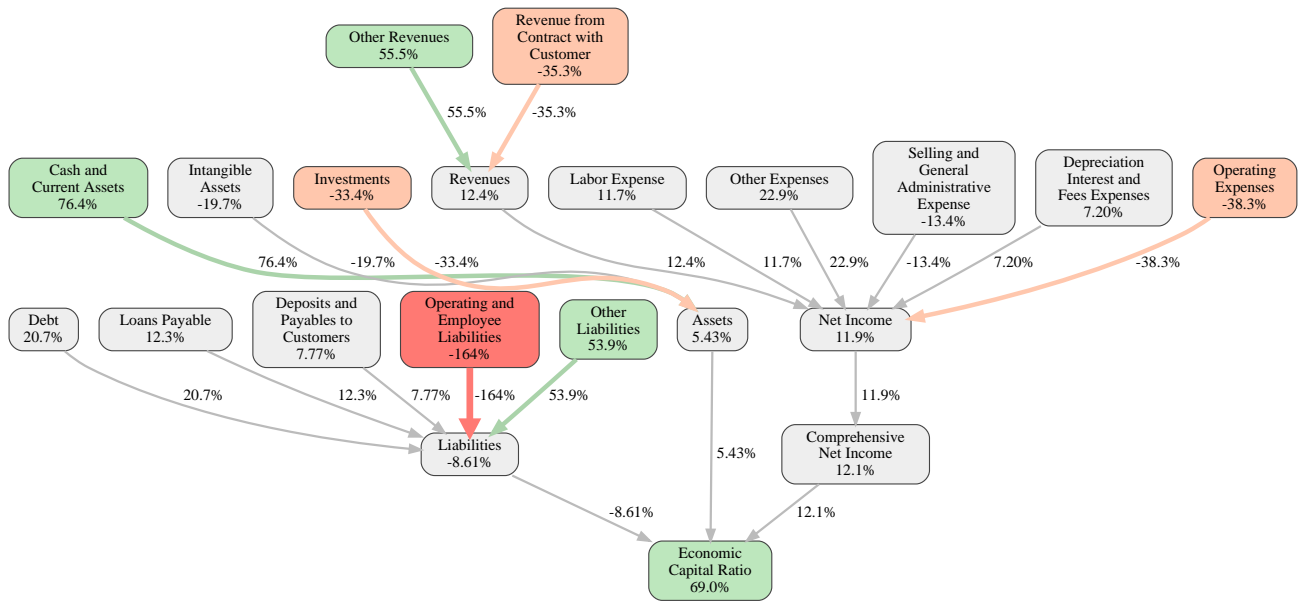 Other Revenues
55.5%
Revenue from
Contract with
Customer
-35.3%
55.5%
-35.3%
Cash and
Current Assets
76.4%
Intangible
Assets
-19.7%
Investments
-33.4%
Revenues
12.4%
Labor Expense
11.7%
Other Expenses
22.9%
Selling and
General
Administrative
Expense
-13.4%
Depreciation
Interest and
Fees Expenses
7.20%
Operating
Expenses
-38.3%
76.4%
-19.7%
-33.4%
12.4%
11.7%
22.9%
-13.4%
7.20%
-38.3%
Debt
20.7%
Loans Payable
12.3%
Deposits and
Payables to
Customers
7.77%
Operating and
Employee
Liabilities
-164%
Other
Liabilities
53.9%
Assets
5.43%
Net Income
11.9%
20.7%
12.3%
7.77%
-164%
53.9%
5.43%
11.9%
Liabilities
-8.61%
Comprehensive
Net Income
12.1%
-8.61%
12.1%
Economic
Capital Ratio
69.0%